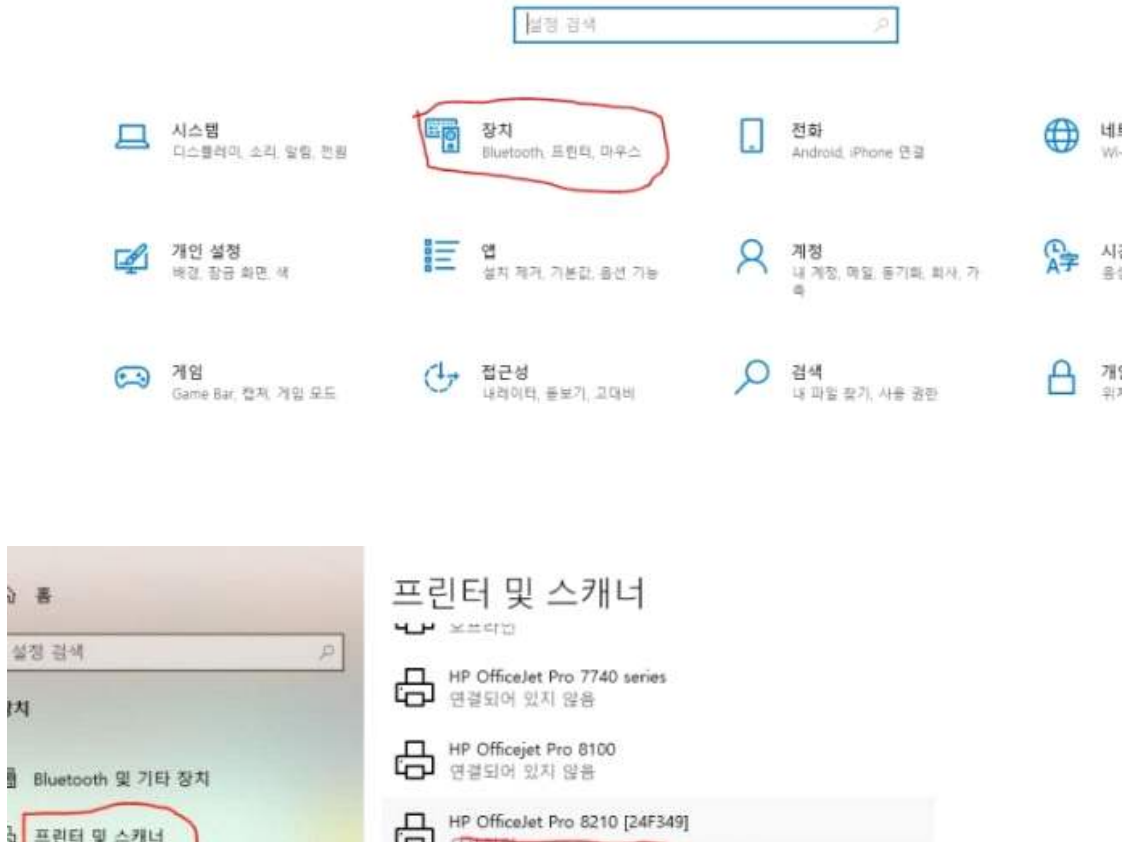 설정 검색
시스템
디스플레이, 소리, 알림, 전원
장치
Bluetooth, 프린터, 마우스
전화
Android, iPhone 연결
개인 설정
배경, 잠금 화면, 색
앱
설치 제거, 기본값, 옵션 기능
계정
내 계정, 메일, 동기화, 회사, 가
족
게임
Game Bar, 캡처, 게임 모드
접근성
내레이터, 돋보기, 고대비
검색
내 파일 찾기, 사용 권한
홈
설정 검색
Bluetooth 및 기타 장치
프린터 및 스캐너
프린터 및 스캐너
오프라인
HP OfficeJet Pro 7740 series
연결되어 있지 않음
HP Officejet Pro 8100
연결되어 있지 않음
HP OfficeJet Pro 8210 [24F349]